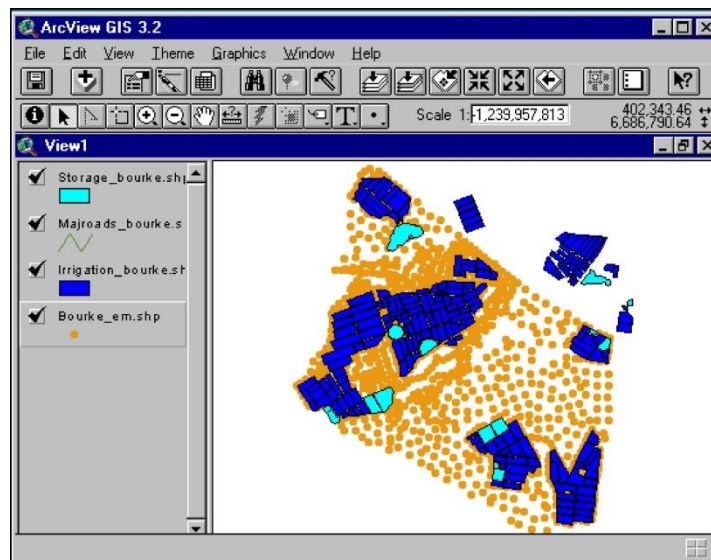 ArcView GIS 3.2
File Edit View Theme Graphics Window Help
Scale 1: -1,239,957,813 402,343.46
6,686,790.64
View1
Storage_bourke.shp
Majroads_bourke.s
Irrigation_bourke.sh
Bourke_em.shp